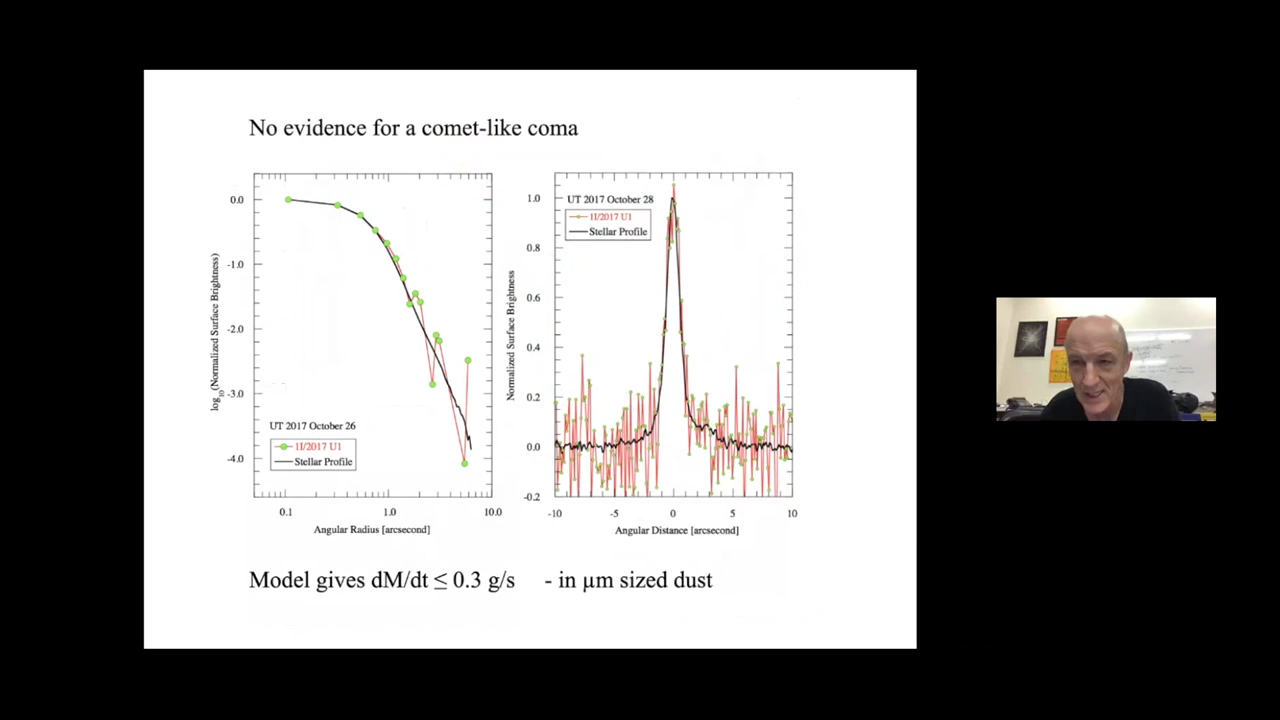 No evidence for a comet-like coma
log10(Normalized Surface Brightness)
0.0
-1.0
-2.0
-3.0
-4.0
UT 2017 October 26
1I/2017 U1
Stellar Profile
0.1 1.0 10.0
Angular Radius [arcsecond]
Normalized Surface Brightness
1.0
0.8
0.6
0.4
0.2
0.0
-0.2
UT 2017 October 28
1I/2017 U1
Stellar Profile
-10 -5 0 5 10
Angular Distance [arcsecond]
Model gives dM/dt ≤ 0.3 g/s - in µm sized dust